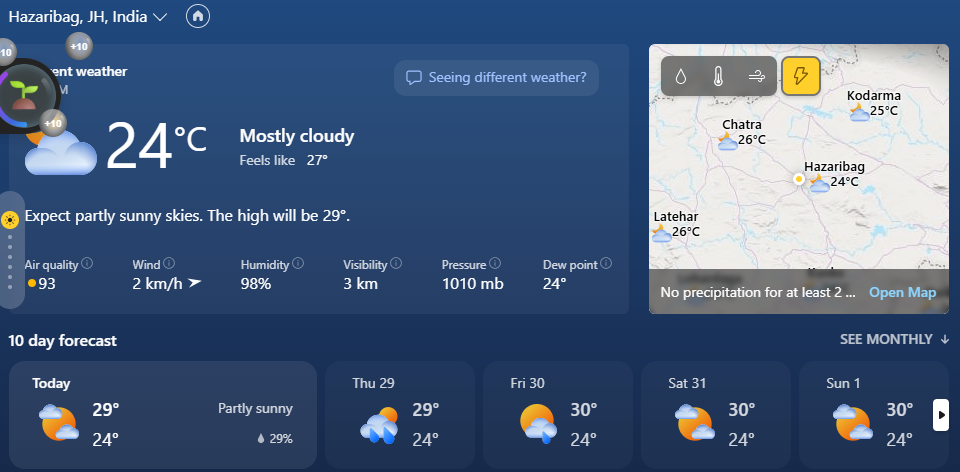 Hazaribag, JH, India
+10
10
ent weather
M
Seeing different weather?
+10
24°C
Mostly cloudy
Feels like 27°
Expect partly sunny skies. The high will be 29°.
Air quality
93
Wind
2 km/h
Humidity
98%
Visibility
3 km
Pressure
1010 mb
Dew point
24°
Kodarma
25°C
Chatra
26°C
Hazaribag
24°C
Latehar
26°C
No precipitation for at least 2 ...
Open Map
10 day forecast
SEE MONTHLY
Today
29°
24°
Partly sunny
29%
Thu 29
29°
24°
Fri 30
30°
24°
Sat 31
30°
24°
Sun 1
30°
24°